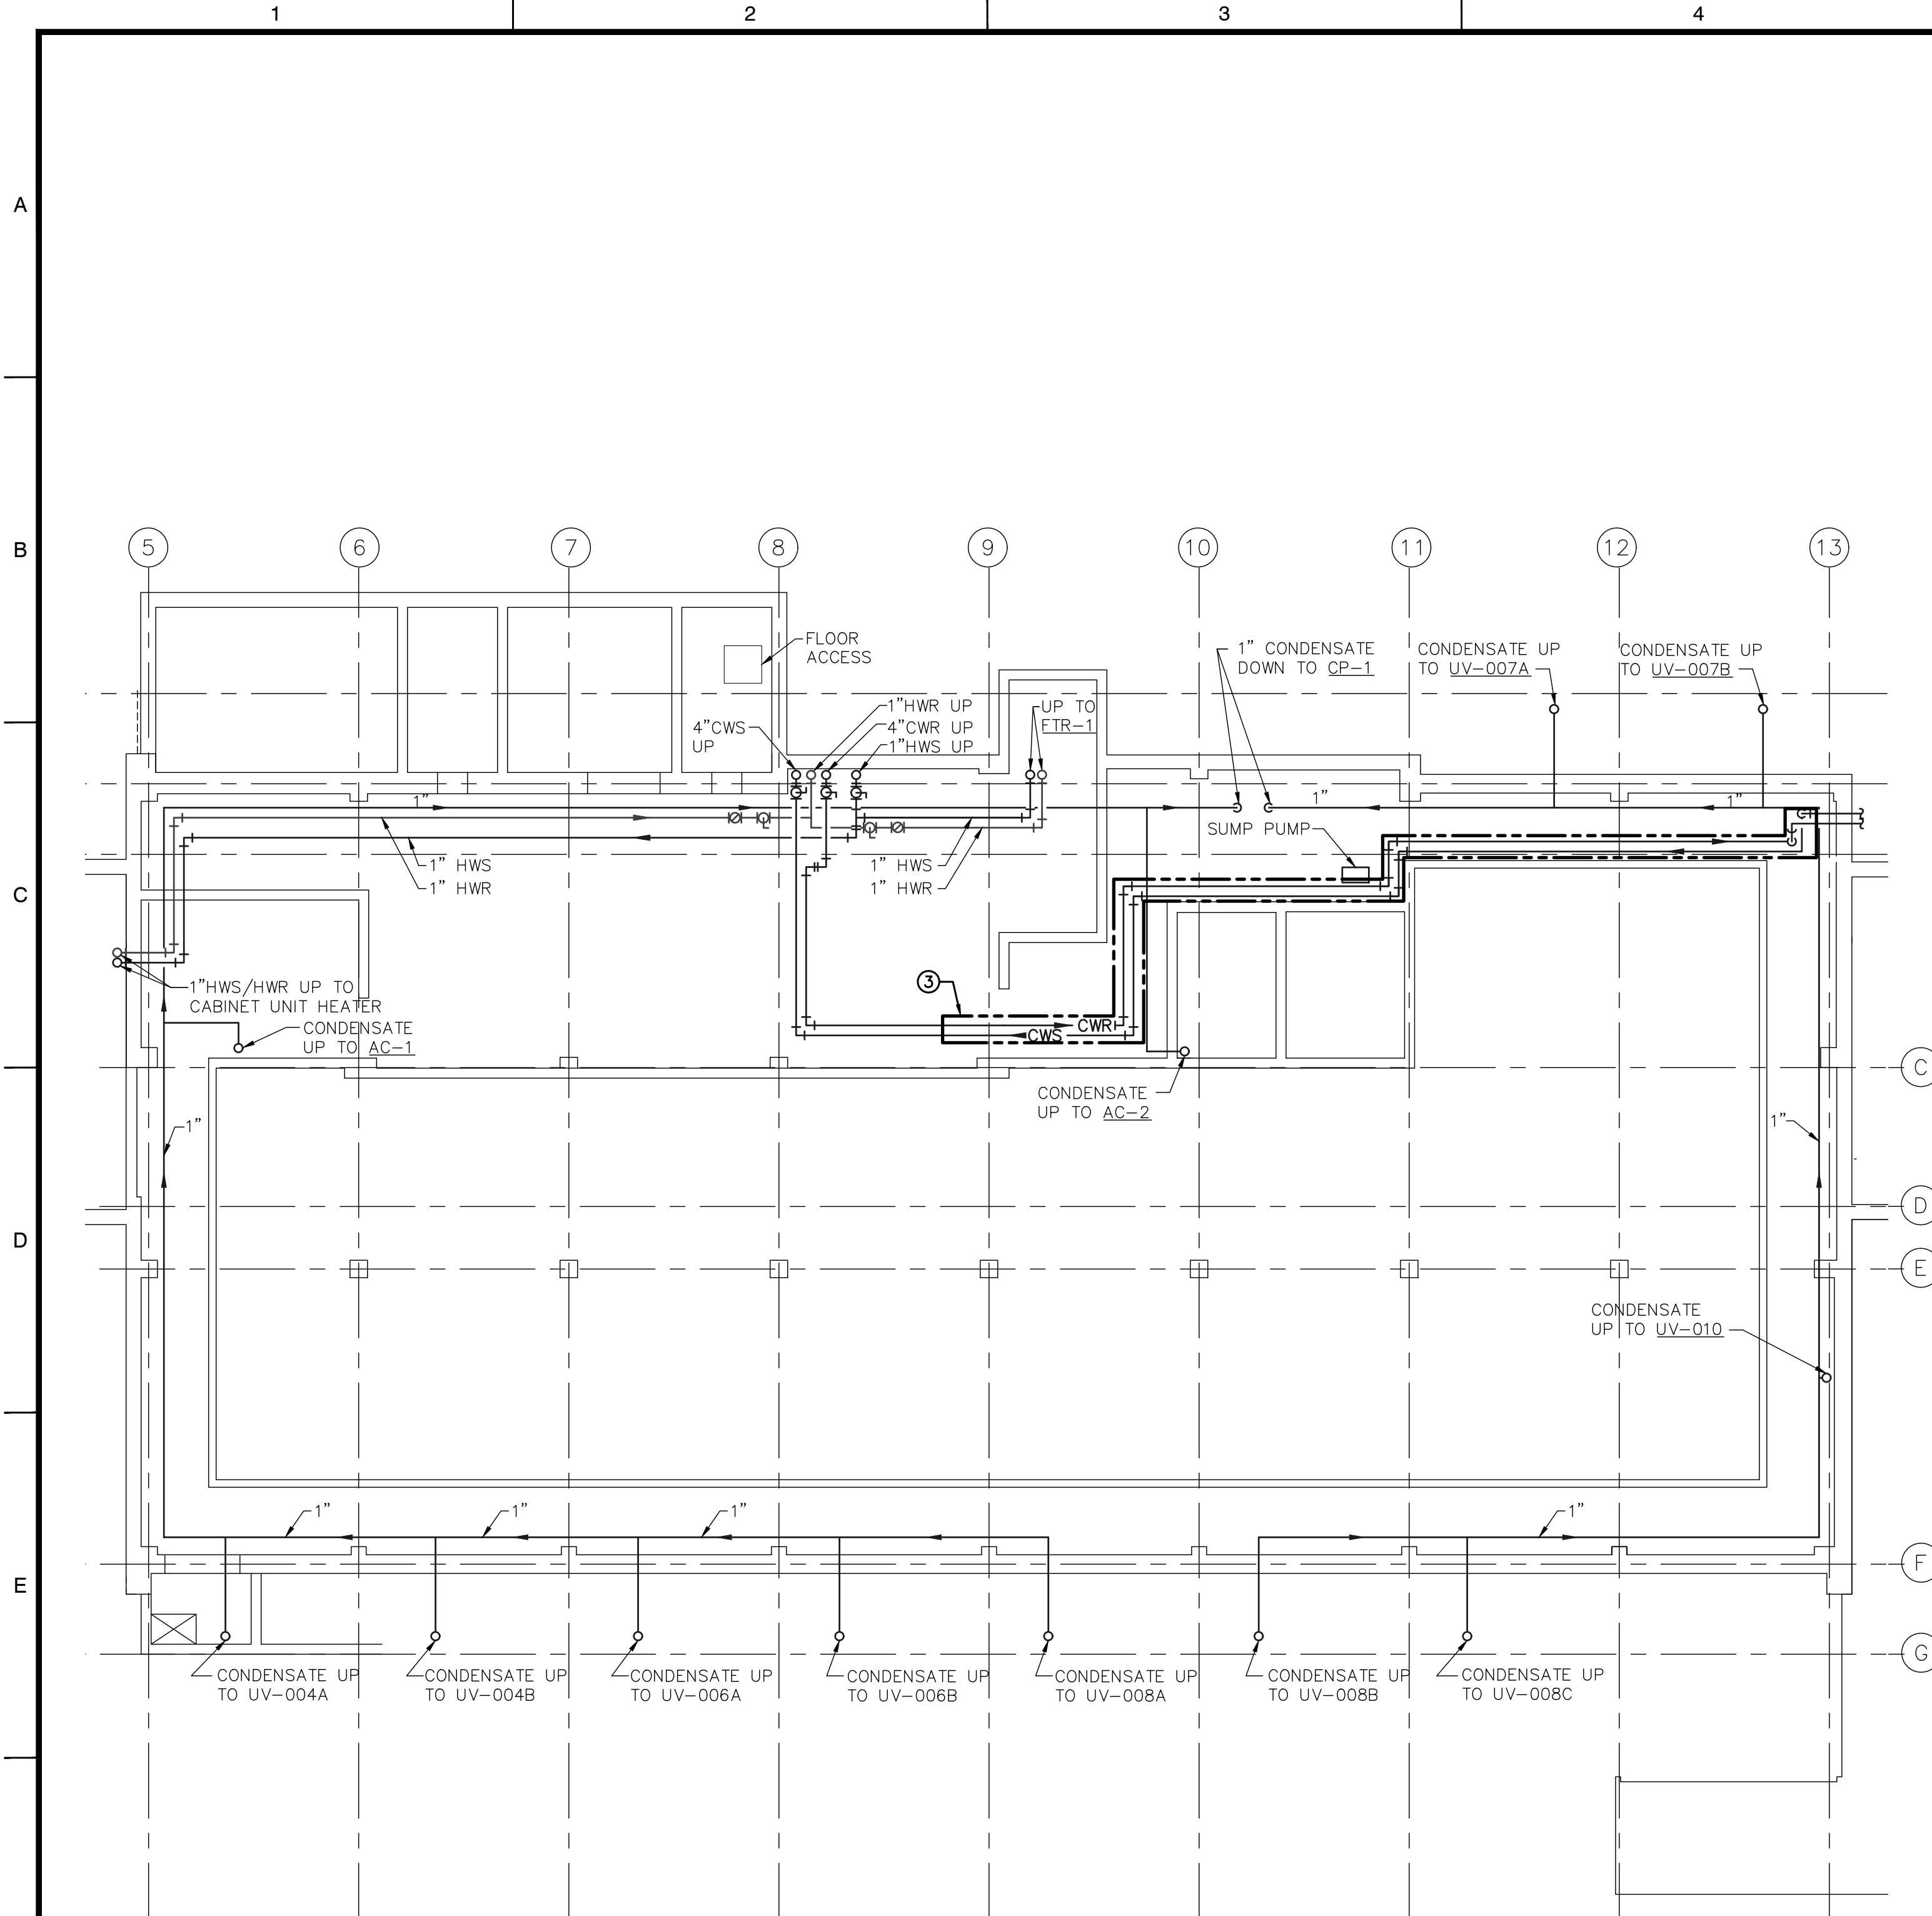 1
2
3
4
A
B
C
D
E
5
6
7
8
9
10
11
12
13
FLOOR
ACCESS
1" CONDENSATE
DOWN TO CP-1
CONDENSATE UP
TO UV-007A
CONDENSATE UP
TO UV-007B
4"CWS
UP
1"HWR UP
4"CWR UP
1"HWS UP
UP TO
FTR-1
1"
1"
1"
SUMP PUMP
1" HWS
1" HWR
1" HWS
1" HWR
1"HWS/HWR UP TO
CABINET UNIT HEATER
CONDENSATE
UP TO AC-1
3
CWR
CWS
CONDENSATE
UP TO AC-2
C
1"
1"
D
E
CONDENSATE
UP TO UV-010
1"
1"
1"
1"
F
G
CONDENSATE UP
TO UV-004A
CONDENSATE UP
TO UV-004B
CONDENSATE UP
TO UV-006A
CONDENSATE UP
TO UV-006B
CONDENSATE UP
TO UV-008A
CONDENSATE UP
TO UV-008B
CONDENSATE UP
TO UV-008C